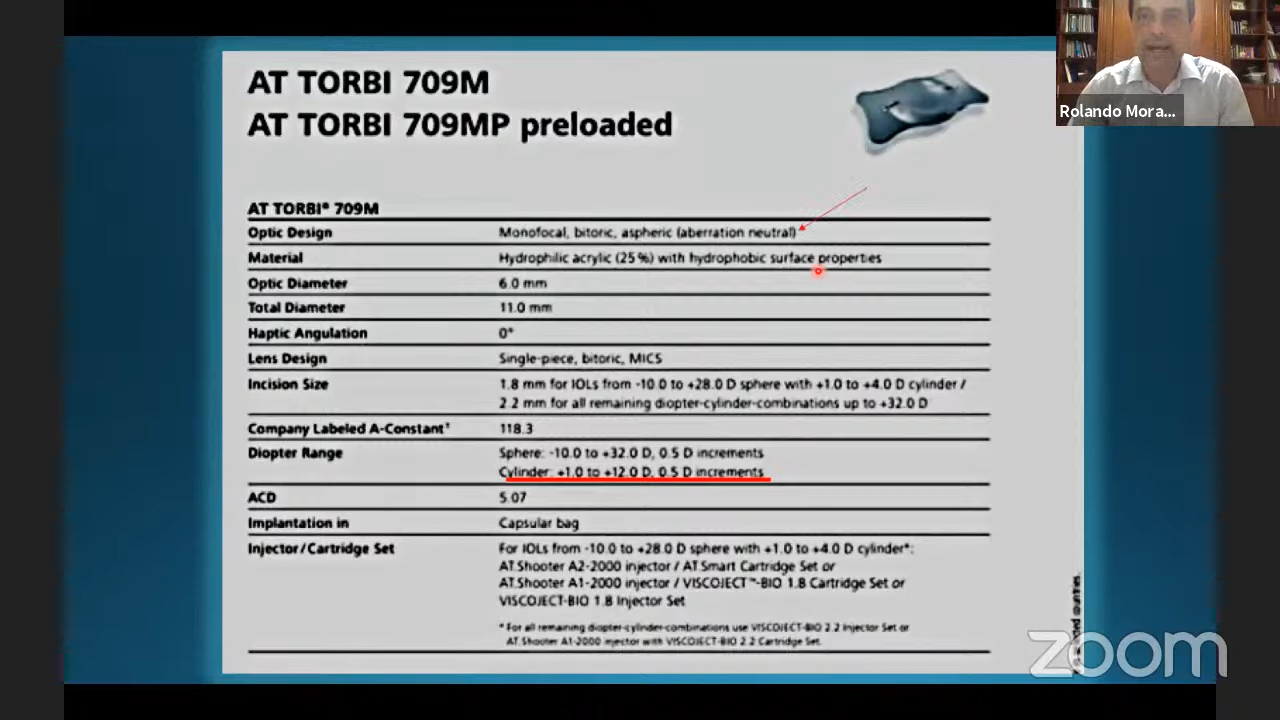 AT TORBI 709M
AT TORBI 709MP preloaded
Rolando Mora...
AT TORBI® 709M
Optic Design Monofocal, bitoric, aspheric (aberration neutral)
Material Hydrophilic acrylic (25%) with hydrophobic surface properties
Optic Diameter 6.0 mm
Total Diameter 11.0 mm
Haptic Angulation 0°
Lens Design Single-piece, bitoric, MICS
Incision Size 1.8 mm for IOLs from -10.0 to +28.0 D sphere with +1.0 to +4.0 D cylinder /
2.2 mm for all remaining diopter-cylinder-combinations up to +32.0 D
Company Labeled A-Constant¹ 118.3
Diopter Range Sphere: -10.0 to +32.0 D, 0.5 D increments
Cylinder: +1.0 to +12.0 D, 0.5 D increments
ACD 5.07
Implantation in Capsular bag
Injector/Cartridge Set For IOLs from -10.0 to +28.0 D sphere with +1.0 to +4.0 D cylinder*:
AT.Shooter A2-2000 injector / AT.Smart Cartridge Set or
AT.Shooter A1-2000 injector / VISCOJECT™-BIO 1.8 Cartridge Set or
VISCOJECT-BIO 1.8 Injector Set
* For all remaining diopter-cylinder-combinations use VISCOJECT-BIO 2.2 Injector Set or
AT.Shooter A1-2000 injector with VISCOJECT-BIO 2.2 Cartridge Set.
countries.
zoom